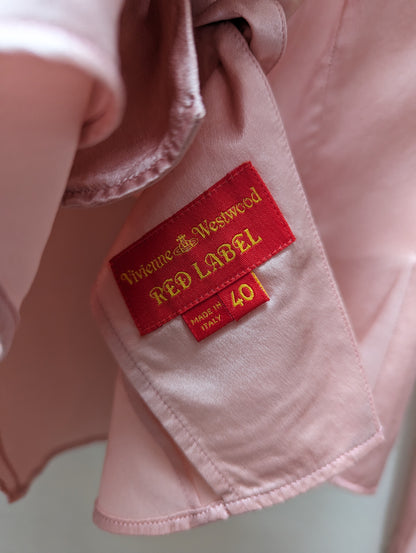 Vivienne Westwood
RED LABEL
MADE IN
ITALY
40